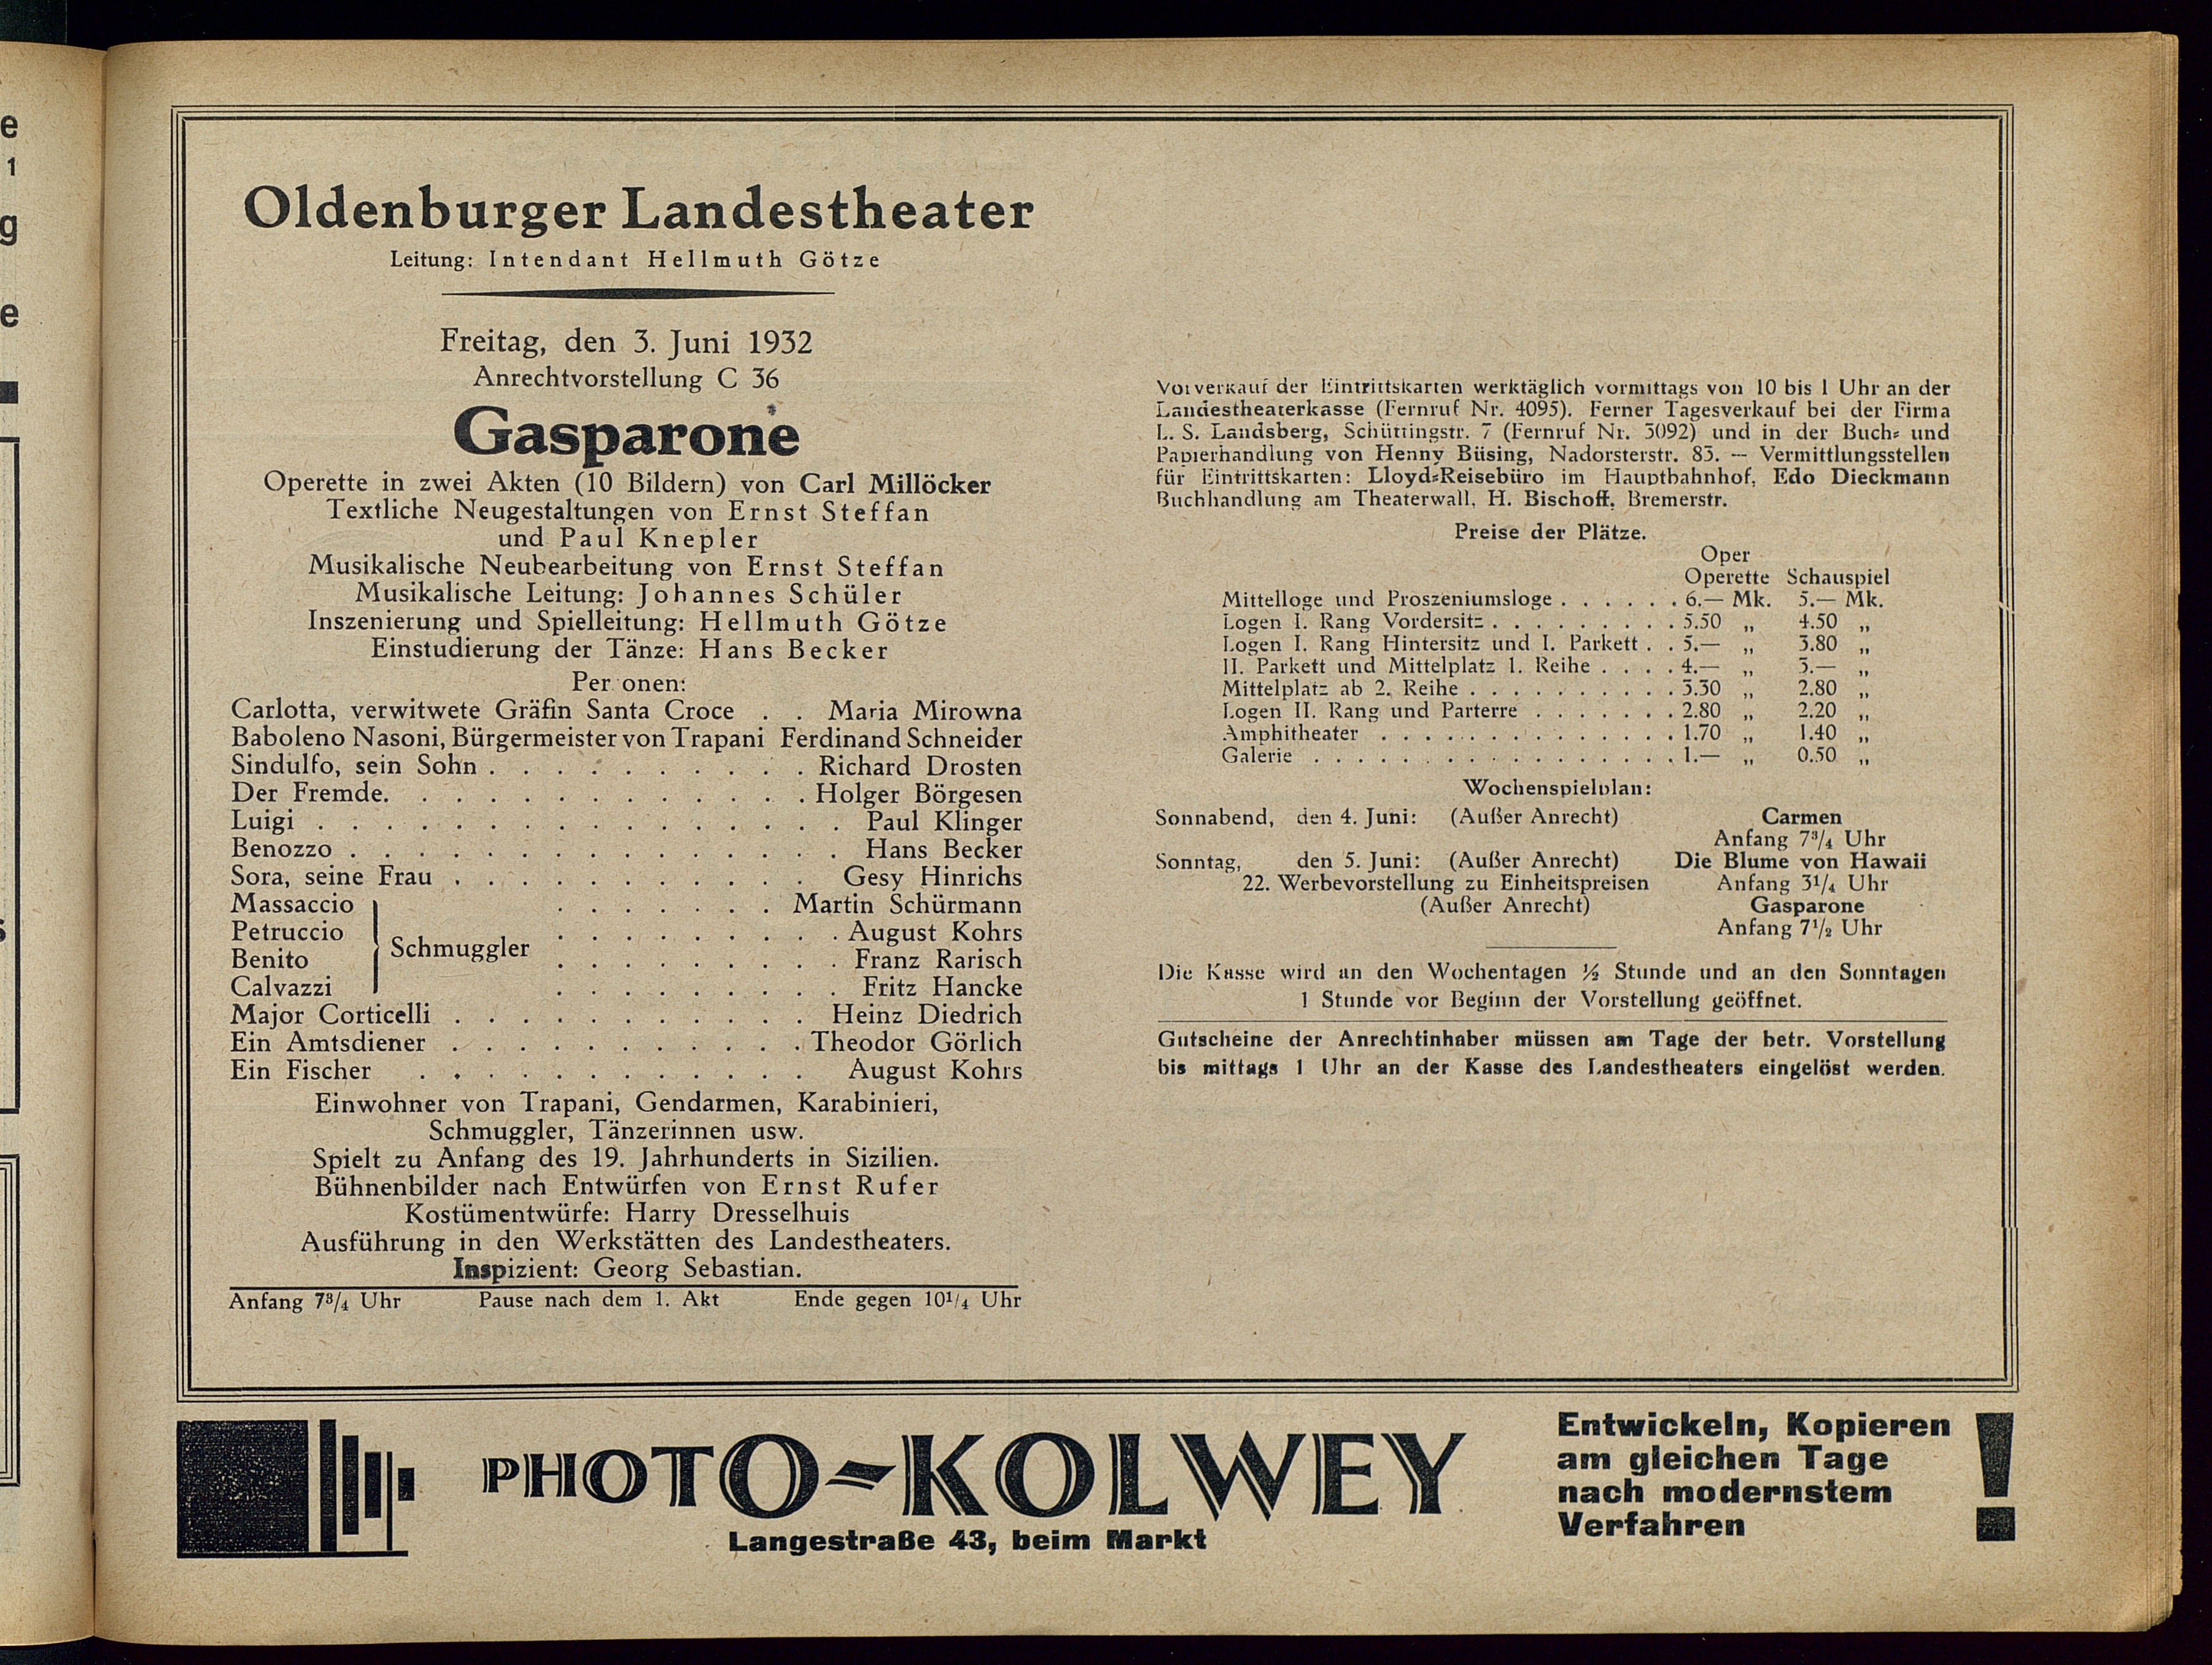 Oldenburger Landestheater
Leitung: Intendant Hellmuth Götze
Freitag, den 3. Juni 1932
Anrechtvorstellung C 36
Gasparone
Operette in zwei Akten (10 Bildern) von Carl Millöcker
Textliche Neugestaltungen von Ernst Steffan
und Paul Knepler
Musikalische Neubearbeitung von Ernst Steffan
Musikalische Leitung: Johannes Schüler
Inszenierung und Spielleitung: Hellmuth Götze
Einstudierung der Tänze: Hans Becker
Per onen:
Carlotta, verwitwete Gräfin Santa Croce . . Maria Mirowna
Baboleno Nasoni, Bürgermeister von Trapani Ferdinand Schneider
Sindulfo, sein Sohn . . . . . . . . . . Richard Drosten
Der Fremde. . . . . . . . . . . . . Holger Börgesen
Luigi . . . . . . . . . . . . . . . . Paul Klinger
Benozzo . . . . . . . . . . . . . . . Hans Becker
Sora, seine Frau . . . . . . . . . . . Gesy Hinrichs
Massaccio . . . . . . . Martin Schürmann
Petruccio . . . . . . . . . August Kohrs
Schmuggler
Benito . . . . . . . . . Franz Rarisch
Calvazzi . . . . . . . . . Fritz Hancke
Major Corticelli . . . . . . . . . . . Heinz Diedrich
Ein Amtsdiener . . . . . . . . . . . Theodor Görlich
Ein Fischer . . . . . . . . . . . . August Kohrs
Einwohner von Trapani, Gendarmen, Karabinieri,
Schmuggler, Tänzerinnen usw.
Spielt zu Anfang des 19. Jahrhunderts in Sizilien.
Bühnenbilder nach Entwürfen von Ernst Rufer
Kostümentwürfe: Harry Dresselhuis
Ausführung in den Werkstätten des Landestheaters.
Inspizient: Georg Sebastian.
Anfang 7³/₄ Uhr Pause nach dem 1. Akt Ende gegen 10¹/₄ Uhr
Vorverkauf der Eintrittskarten werktäglich vormittags von 10 bis 1 Uhr an der
Landestheaterkasse (Fernruf Nr. 4095). Ferner Tagesverkauf bei der Firma
L. S. Landsberg, Schüttingstr. 7 (Fernruf Nr. 3092) und in der Buch= und
Papierhandlung von Henny Büsing, Nadorsterstr. 83. — Vermittlungsstellen
für Eintrittskarten: Lloyd=Reisebüro im Hauptbahnhof, Edo Dieckmann
Buchhandlung am Theaterwall, H. Bischoff, Bremerstr.
Preise der Plätze.
Oper
Operette Schauspiel
Mittelloge und Proszeniumsloge . . . . . . 6.— Mk. 5.— Mk.
Logen I. Rang Vordersitz . . . . . . . . . 5.50 „ 4.50 „
Logen I. Rang Hintersitz und I. Parkett . . 5.— „ 3.80 „
II. Parkett und Mittelplatz 1. Reihe . . . . 4.— „ 3.— „
Mittelplatz ab 2. Reihe . . . . . . . . . . 3.30 „ 2.80 „
Logen II. Rang und Parterre . . . . . . . 2.80 „ 2.20 „
Amphitheater . . . . . . . . . . . . . . 1.70 „ 1.40 „
Galerie . . . . . . . . . . . . . . . . . 1.— „ 0.50 „
Wochenspielplan:
Sonnabend, den 4. Juni: (Außer Anrecht) Carmen
Anfang 7³/₄ Uhr
Sonntag, den 5. Juni: (Außer Anrecht) Die Blume von Hawaii
22. Werbevorstellung zu Einheitspreisen Anfang 3¹/₄ Uhr
(Außer Anrecht) Gasparone
Anfang 7¹/₂ Uhr
Die Kasse wird an den Wochentagen ½ Stunde und an den Sonntagen
1 Stunde vor Beginn der Vorstellung geöffnet.
Gutscheine der Anrechtinhaber müssen am Tage der betr. Vorstellung
bis mittags 1 Uhr an der Kasse des Landestheaters eingelöst werden.
PHOTO-KOLWEY
Langestraße 43, beim Markt
Entwickeln, Kopieren
am gleichen Tage
nach modernstem
Verfahren !